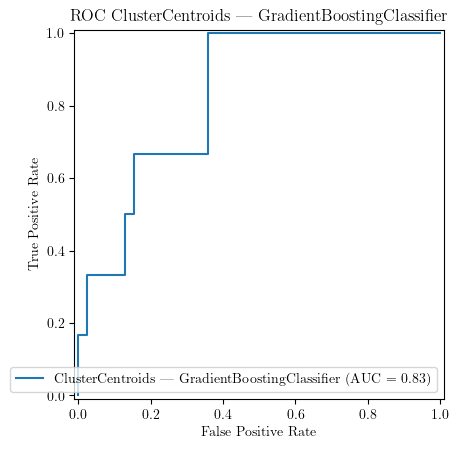 ROC ClusterCentroids — GradientBoostingClassifier
1.0
0.8
0.6
0.4
0.2
0.0
True Positive Rate
ClusterCentroids — GradientBoostingClassifier (AUC = 0.83)
0.0 0.2 0.4 0.6 0.8 1.0
False Positive Rate